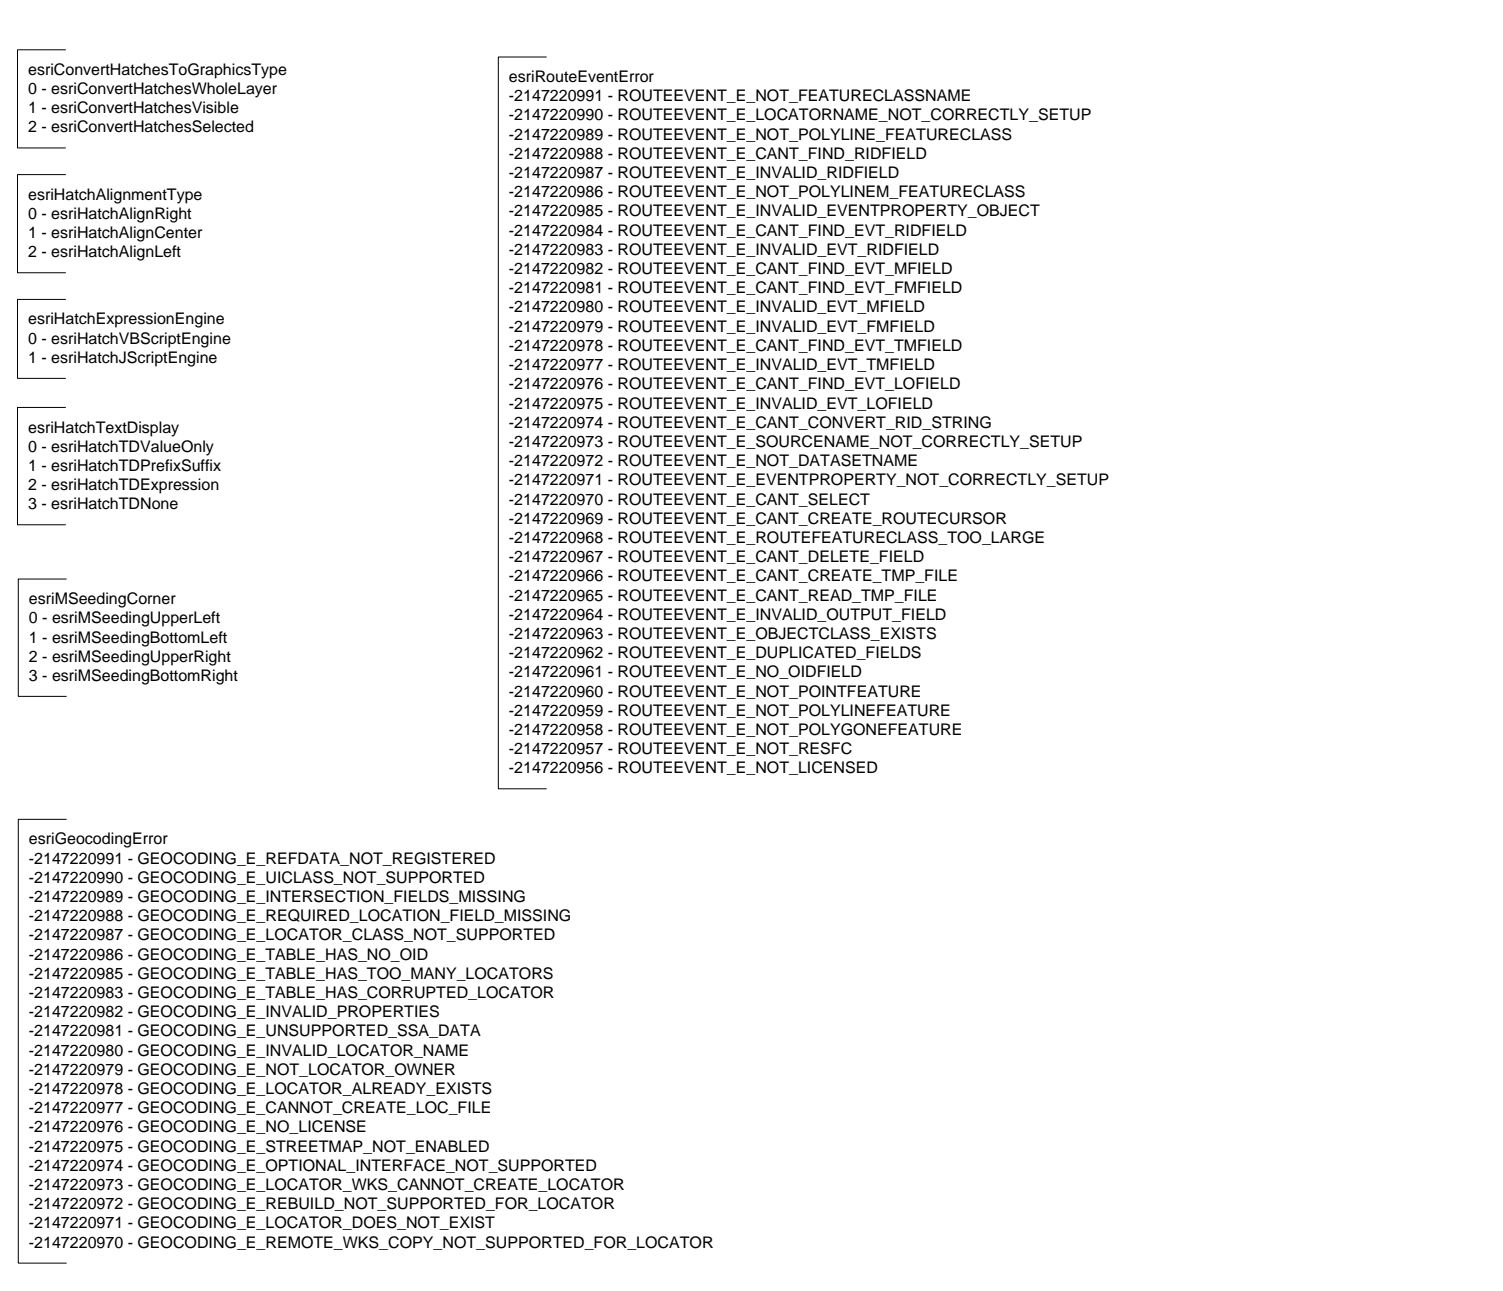 esriConvertHatchesToGraphicsType
0 - esriConvertHatchesWholeLayer
1 - esriConvertHatchesVisible
2 - esriConvertHatchesSelected
esriHatchAlignmentType
0 - esriHatchAlignRight
1 - esriHatchAlignCenter
2 - esriHatchAlignLeft
esriHatchExpressionEngine
0 - esriHatchVBScriptEngine
1 - esriHatchJScriptEngine
esriHatchTextDisplay
0 - esriHatchTDValueOnly
1 - esriHatchTDPrefixSuffix
2 - esriHatchTDExpression
3 - esriHatchTDNone
esriMSeedingCorner
0 - esriMSeedingUpperLeft
1 - esriMSeedingBottomLeft
2 - esriMSeedingUpperRight
3 - esriMSeedingBottomRight
esriRouteEventError
-2147220991 - ROUTEEVENT_E_NOT_FEATURECLASSNAME
-2147220990 - ROUTEEVENT_E_LOCATORNAME_NOT_CORRECTLY_SETUP
-2147220989 - ROUTEEVENT_E_NOT_POLYLINE_FEATURECLASS
-2147220988 - ROUTEEVENT_E_CANT_FIND_RIDFIELD
-2147220987 - ROUTEEVENT_E_INVALID_RIDFIELD
-2147220986 - ROUTEEVENT_E_NOT_POLYLINEM_FEATURECLASS
-2147220985 - ROUTEEVENT_E_INVALID_EVENTPROPERTY_OBJECT
-2147220984 - ROUTEEVENT_E_CANT_FIND_EVT_RIDFIELD
-2147220983 - ROUTEEVENT_E_INVALID_EVT_RIDFIELD
-2147220982 - ROUTEEVENT_E_CANT_FIND_EVT_MFIELD
-2147220981 - ROUTEEVENT_E_CANT_FIND_EVT_FMFIELD
-2147220980 - ROUTEEVENT_E_INVALID_EVT_MFIELD
-2147220979 - ROUTEEVENT_E_INVALID_EVT_FMFIELD
-2147220978 - ROUTEEVENT_E_CANT_FIND_EVT_TMFIELD
-2147220977 - ROUTEEVENT_E_INVALID_EVT_TMFIELD
-2147220976 - ROUTEEVENT_E_CANT_FIND_EVT_LOFIELD
-2147220975 - ROUTEEVENT_E_INVALID_EVT_LOFIELD
-2147220974 - ROUTEEVENT_E_CANT_CONVERT_RID_STRING
-2147220973 - ROUTEEVENT_E_SOURCENAME_NOT_CORRECTLY_SETUP
-2147220972 - ROUTEEVENT_E_NOT_DATASETNAME
-2147220971 - ROUTEEVENT_E_EVENTPROPERTY_NOT_CORRECTLY_SETUP
-2147220970 - ROUTEEVENT_E_CANT_SELECT
-2147220969 - ROUTEEVENT_E_CANT_CREATE_ROUTECURSOR
-2147220968 - ROUTEEVENT_E_ROUTEFEATURECLASS_TOO_LARGE
-2147220967 - ROUTEEVENT_E_CANT_DELETE_FIELD
-2147220966 - ROUTEEVENT_E_CANT_CREATE_TMP_FILE
-2147220965 - ROUTEEVENT_E_CANT_READ_TMP_FILE
-2147220964 - ROUTEEVENT_E_INVALID_OUTPUT_FIELD
-2147220963 - ROUTEEVENT_E_OBJECTCLASS_EXISTS
-2147220962 - ROUTEEVENT_E_DUPLICATED_FIELDS
-2147220961 - ROUTEEVENT_E_NO_OIDFIELD
-2147220960 - ROUTEEVENT_E_NOT_POINTFEATURE
-2147220959 - ROUTEEVENT_E_NOT_POLYLINEFEATURE
-2147220958 - ROUTEEVENT_E_NOT_POLYGONEFEATURE
-2147220957 - ROUTEEVENT_E_NOT_RESFC
-2147220956 - ROUTEEVENT_E_NOT_LICENSED
esriGeocodingError
-2147220991 - GEOCODING_E_REFDATA_NOT_REGISTERED
-2147220990 - GEOCODING_E_UICLASS_NOT_SUPPORTED
-2147220989 - GEOCODING_E_INTERSECTION_FIELDS_MISSING
-2147220988 - GEOCODING_E_REQUIRED_LOCATION_FIELD_MISSING
-2147220987 - GEOCODING_E_LOCATOR_CLASS_NOT_SUPPORTED
-2147220986 - GEOCODING_E_TABLE_HAS_NO_OID
-2147220985 - GEOCODING_E_TABLE_HAS_TOO_MANY_LOCATORS
-2147220983 - GEOCODING_E_TABLE_HAS_CORRUPTED_LOCATOR
-2147220982 - GEOCODING_E_INVALID_PROPERTIES
-2147220981 - GEOCODING_E_UNSUPPORTED_SSA_DATA
-2147220980 - GEOCODING_E_INVALID_LOCATOR_NAME
-2147220979 - GEOCODING_E_NOT_LOCATOR_OWNER
-2147220978 - GEOCODING_E_LOCATOR_ALREADY_EXISTS
-2147220977 - GEOCODING_E_CANNOT_CREATE_LOC_FILE
-2147220976 - GEOCODING_E_NO_LICENSE
-2147220975 - GEOCODING_E_STREETMAP_NOT_ENABLED
-2147220974 - GEOCODING_E_OPTIONAL_INTERFACE_NOT_SUPPORTED
-2147220973 - GEOCODING_E_LOCATOR_WKS_CANNOT_CREATE_LOCATOR
-2147220972 - GEOCODING_E_REBUILD_NOT_SUPPORTED_FOR_LOCATOR
-2147220971 - GEOCODING_E_LOCATOR_DOES_NOT_EXIST
-2147220970 - GEOCODING_E_REMOTE_WKS_COPY_NOT_SUPPORTED_FOR_LOCATOR